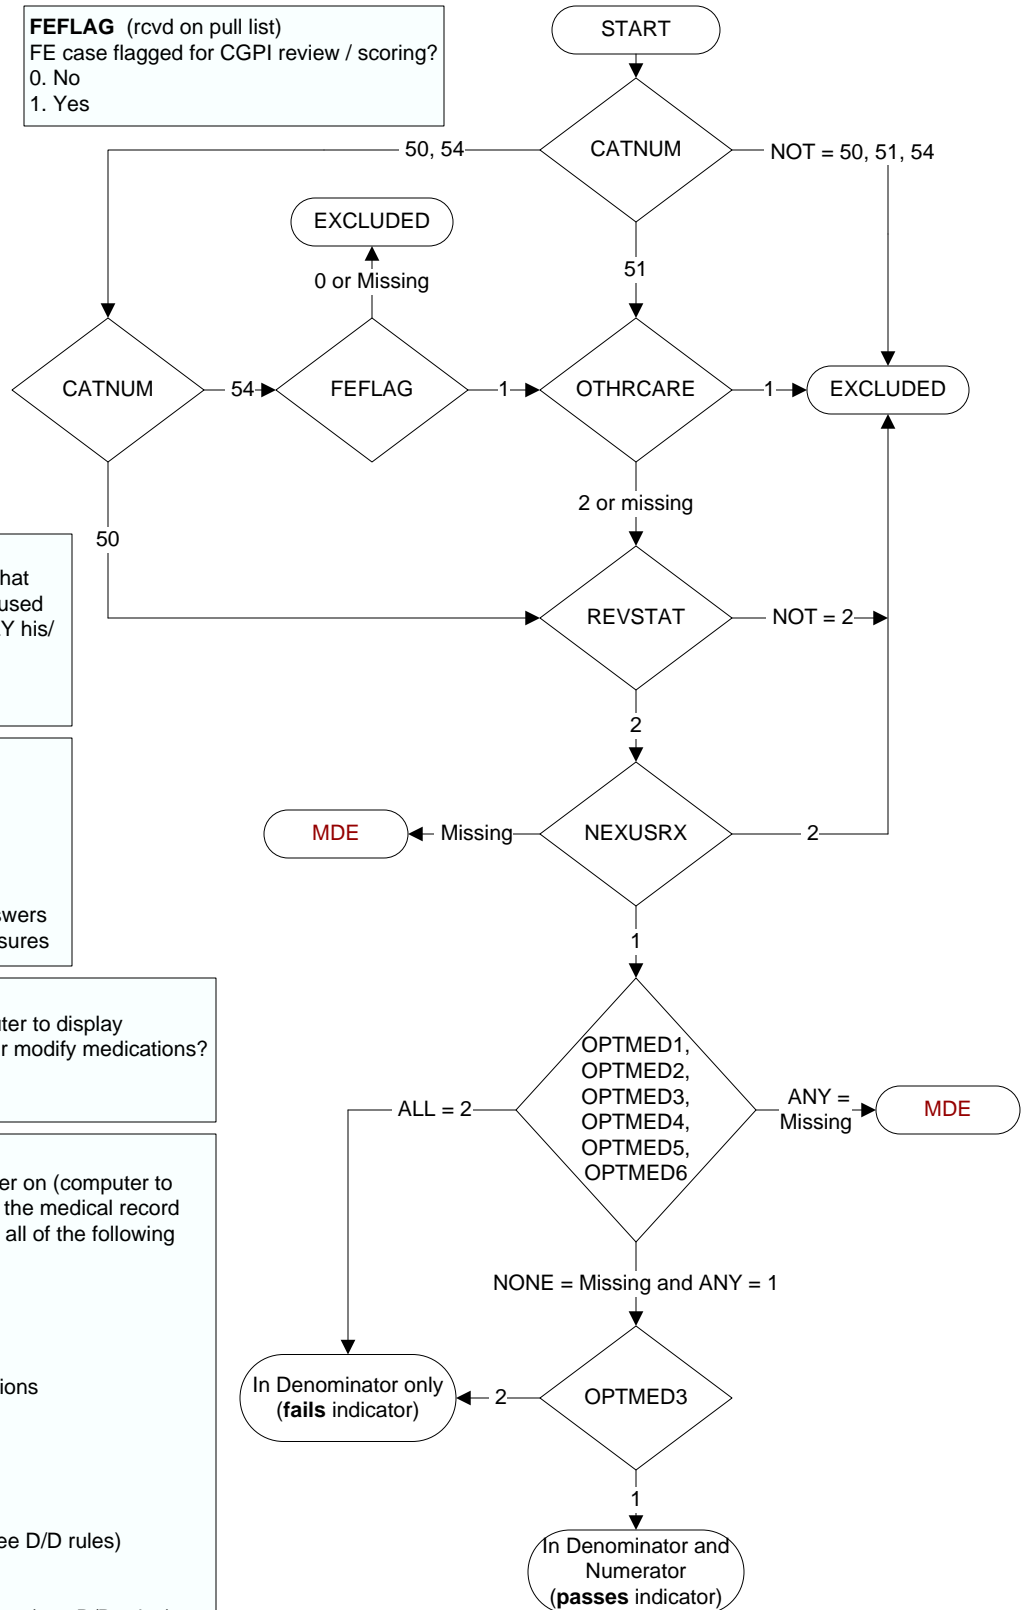 FEFLAG (rcvd on pull list)
FE case flagged for CGPI review / scoring?
0. No
1. Yes
START
CATNUM
50, 54
NOT = 50, 51, 54
EXCLUDED
0 or Missing
51
CATNUM
54
FEFLAG
1
OTHRCARE
1
EXCLUDED
2 or missing
50
hat
used
Y his/
REVSTAT
NOT = 2
2
MDE
Missing
NEXUSRX
2
swers
sures
1
uter to display
r modify medications?
OPTMED1,
OPTMED2,
OPTMED3,
OPTMED4,
OPTMED5,
OPTMED6
ALL = 2
ANY =
Missing
MDE
er on (computer to
the medical record
all of the following
NONE = Missing and ANY = 1
tions
In Denominator only
(fails indicator)
2
OPTMED3
1
ee D/D rules)
In Denominator and
Numerator
(passes indicator)